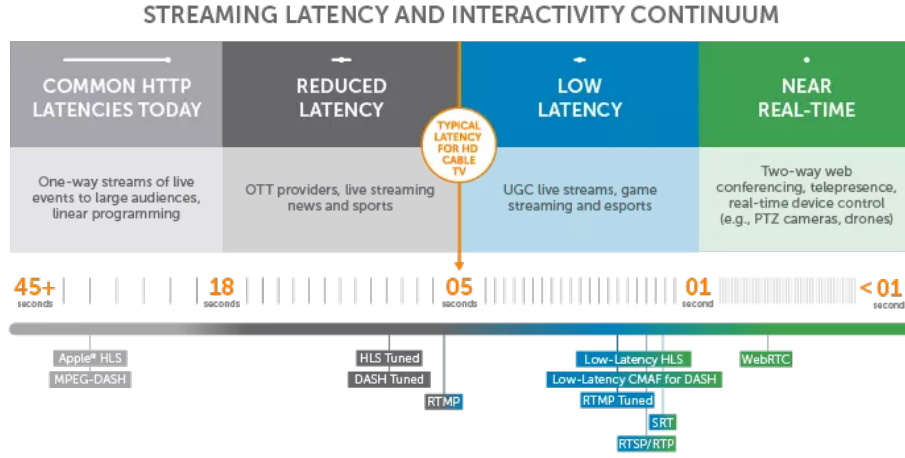 STREAMING LATENCY AND INTERACTIVITY CONTINUUM
COMMON HTTP
LATENCIES TODAY
REDUCED
LATENCY
LOW
LATENCY
NEAR
REAL-TIME
TYPICAL
LATENCY
FOR HD
CABLE
TV
One-way streams of live
events to large audiences,
linear programming
OTT providers, live streaming
news and sports
UGC live streams, game
streaming and esports
Two-way web
conferencing, telepresence,
real-time device control
(e.g., PTZ cameras, drones)
45+
seconds
18
seconds
05
seconds
01
second
< 01
second
Apple® HLS
MPEG-DASH
HLS Tuned
DASH Tuned
RTMP
Low-Latency HLS
Low-Latency CMAF for DASH
RTMP Tuned
SRT
RTSP/RTP
WebRTC